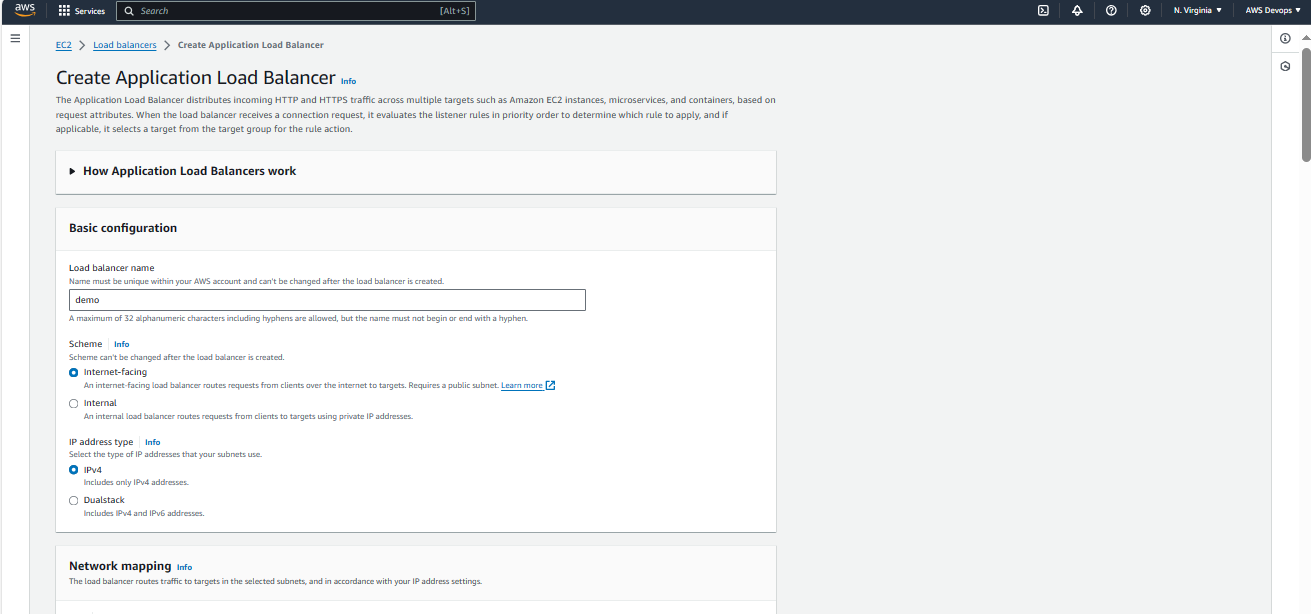 aws Services Search [Alt+S] N. Virginia AWS Devops
EC2 Load balancers Create Application Load Balancer
Create Application Load Balancer Info
The Application Load Balancer distributes incoming HTTP and HTTPS traffic across multiple targets such as Amazon EC2 instances, microservices, and containers, based on
request attributes. When the load balancer receives a connection request, it evaluates the listener rules in priority order to determine which rule to apply, and if
applicable, it selects a target from the target group for the rule action.
How Application Load Balancers work
Basic configuration
Load balancer name
Name must be unique within your AWS account and can't be changed after the load balancer is created.
demo
A maximum of 32 alphanumeric characters including hyphens are allowed, but the name must not begin or end with a hyphen.
Scheme Info
Scheme can't be changed after the load balancer is created.
Internet-facing
An internet-facing load balancer routes requests from clients over the internet to targets. Requires a public subnet. Learn more
Internal
An internal load balancer routes requests from clients to targets using private IP addresses.
IP address type Info
Select the type of IP addresses that your subnets use.
IPv4
Includes only IPv4 addresses.
Dualstack
Includes IPv4 and IPv6 addresses.
Network mapping Info
The load balancer routes traffic to targets in the selected subnets, and in accordance with your IP address settings.